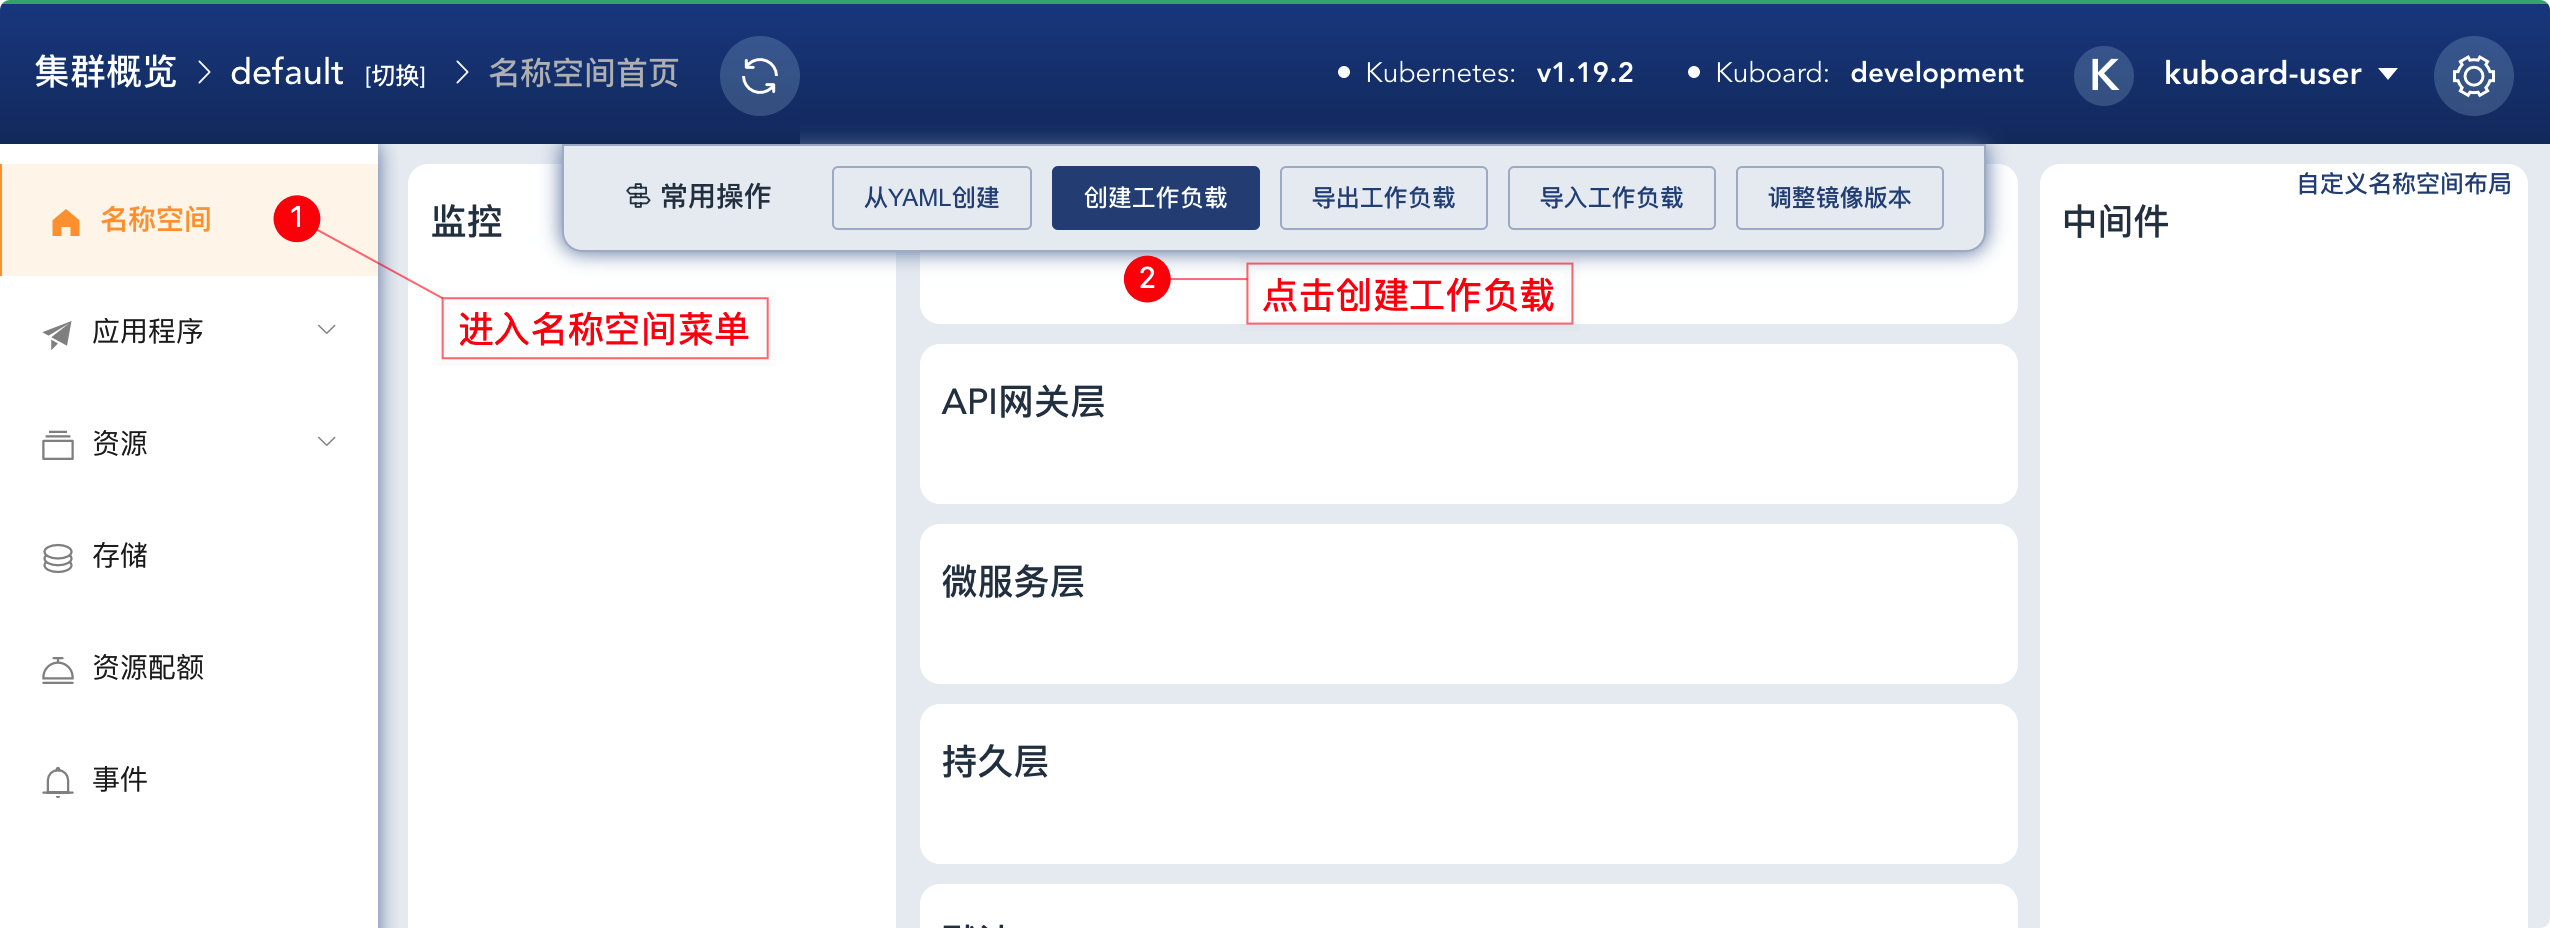 集群概览 > default [切换] > 名称空间首页
Kubernetes: v1.19.2
Kuboard: development
K kuboard-user
常用操作 从YAML创建 创建工作负载 导出工作负载 导入工作负载 调整镜像版本
自定义名称空间布局
名称空间
1
进入名称空间菜单
2
点击创建工作负载
应用程序
资源
存储
资源配额
事件
监控
API网关层
微服务层
持久层
中间件